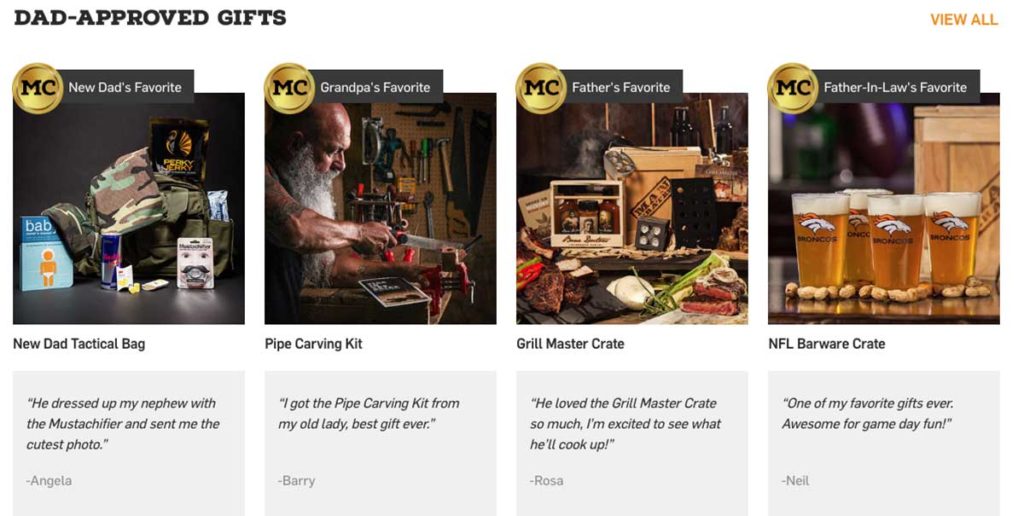 DAD-APPROVED GIFTS
VIEW ALL
MC New Dad's Favorite
MC Grandpa's Favorite
MC Father's Favorite
MC Father-In-Law's Favorite
PERKY
JERKY
bab
Mustachifier
MAN
BRONCOS
BRONCOS
BRONCOS
BRONCOS
New Dad Tactical Bag
Pipe Carving Kit
Grill Master Crate
NFL Barware Crate
“He dressed up my nephew with
the Mustachifier and sent me the
cutest photo.”
-Angela
“I got the Pipe Carving Kit from
my old lady, best gift ever.”
-Barry
“He loved the Grill Master Crate
so much, I’m excited to see what
he’ll cook up!”
-Rosa
“One of my favorite gifts ever.
Awesome for game day fun!”
-Neil